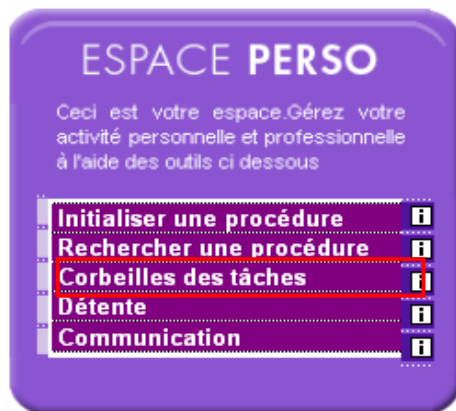 ESPACE PERSO
Ceci est votre espace.Gérez votre
activité personnelle et professionnelle
à l'aide des outils ci dessous
Initialiser une procédure i
Rechercher une procédure i
Corbeilles des tâches i
Détente i
Communication i